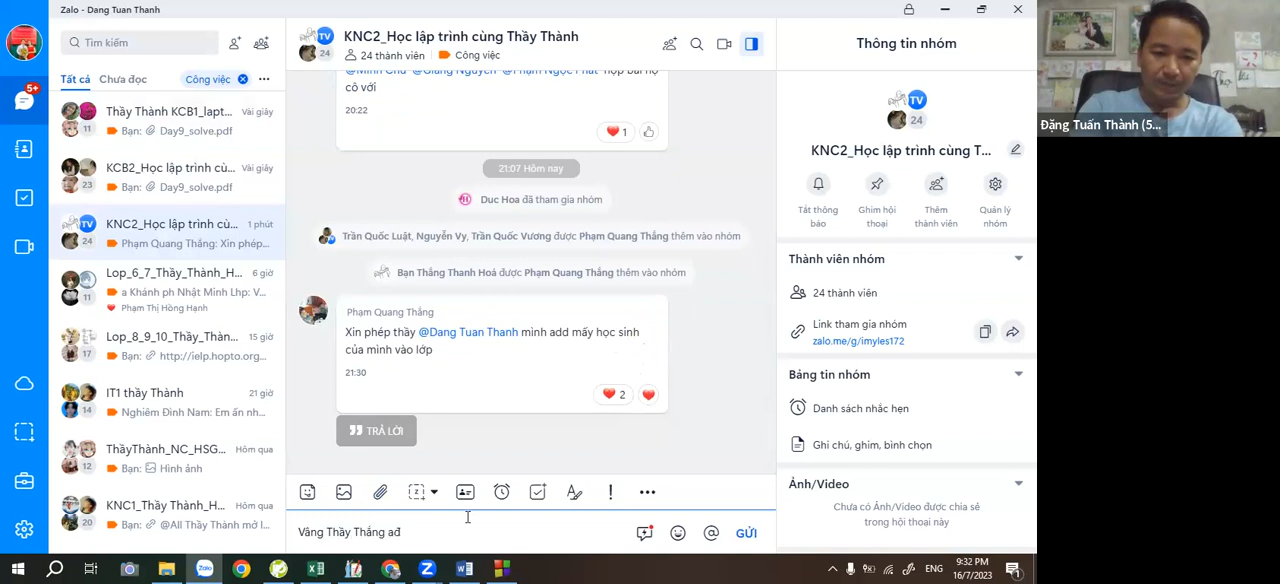 Zalo - Dang Tuan Thanh
Tìm kiếm
Tất cả Chưa đọc Công việc
5+
Thầy Thành KCB1_lapt... Vài giây
11 Bạn: Day9_solve.pdf
KCB2_Học lập trình cù... Vài giây
23 Bạn: Day9_solve.pdf
TV KNC2_Học lập trình cù... 1 phút
24 Phạm Quang Thắng: Xin phép...
Lop_6_7_Thầy_Thành_H... 6 giờ
11 a Khánh ph Nhật Minh Lhp: V...
Phạm Thị Hồng Hạnh
Lop_8_9_10_Thầy_Thàn... 15 giờ
17 Bạn: http://ielp.hopto.org...
IT1 thầy Thành 21 giờ
14 Nghiêm Đình Nam: Em ấn nh...
ThầyThành_NC_HSG... Hôm qua
12 Bạn: Hình ảnh
KNC1_Thầy Thành_H... Hôm qua
20 Bạn: @All Thầy Thành mở l...
TV KNC2_Học lập trình cùng Thầy Thành
24 24 thành viên Công việc
có với
20:22
1
21:07 Hôm nay
Duc Hoa đã tham gia nhóm
Trần Quốc Luật, Nguyễn Vy, Trần Quốc Vương được Phạm Quang Thắng thêm vào nhóm
Bạn Thắng Thanh Hoá được Phạm Quang Thắng thêm vào nhóm
Phạm Quang Thắng
Xin phép thầy @Dang Tuan Thanh mình add mấy học sinh
của mình vào lớp
21:30
2
TRẢ LỜI
Vâng Thầy Thắng ađ
GỬI
Thông tin nhóm
TV
24
KNC2_Học lập trình cùng T...
Tắt thông báo
Ghim hội thoại
Thêm thành viên
Quản lý nhóm
Thành viên nhóm
24 thành viên
Link tham gia nhóm
zalo.me/g/imyles172
Bảng tin nhóm
Danh sách nhắc hẹn
Ghi chú, ghim, bình chọn
Ảnh/Video
Chưa có Ảnh/Video được chia sẻ
trong hội thoại này
Đặng Tuấn Thành (5...
ENG
9:32 PM
16/7/2023